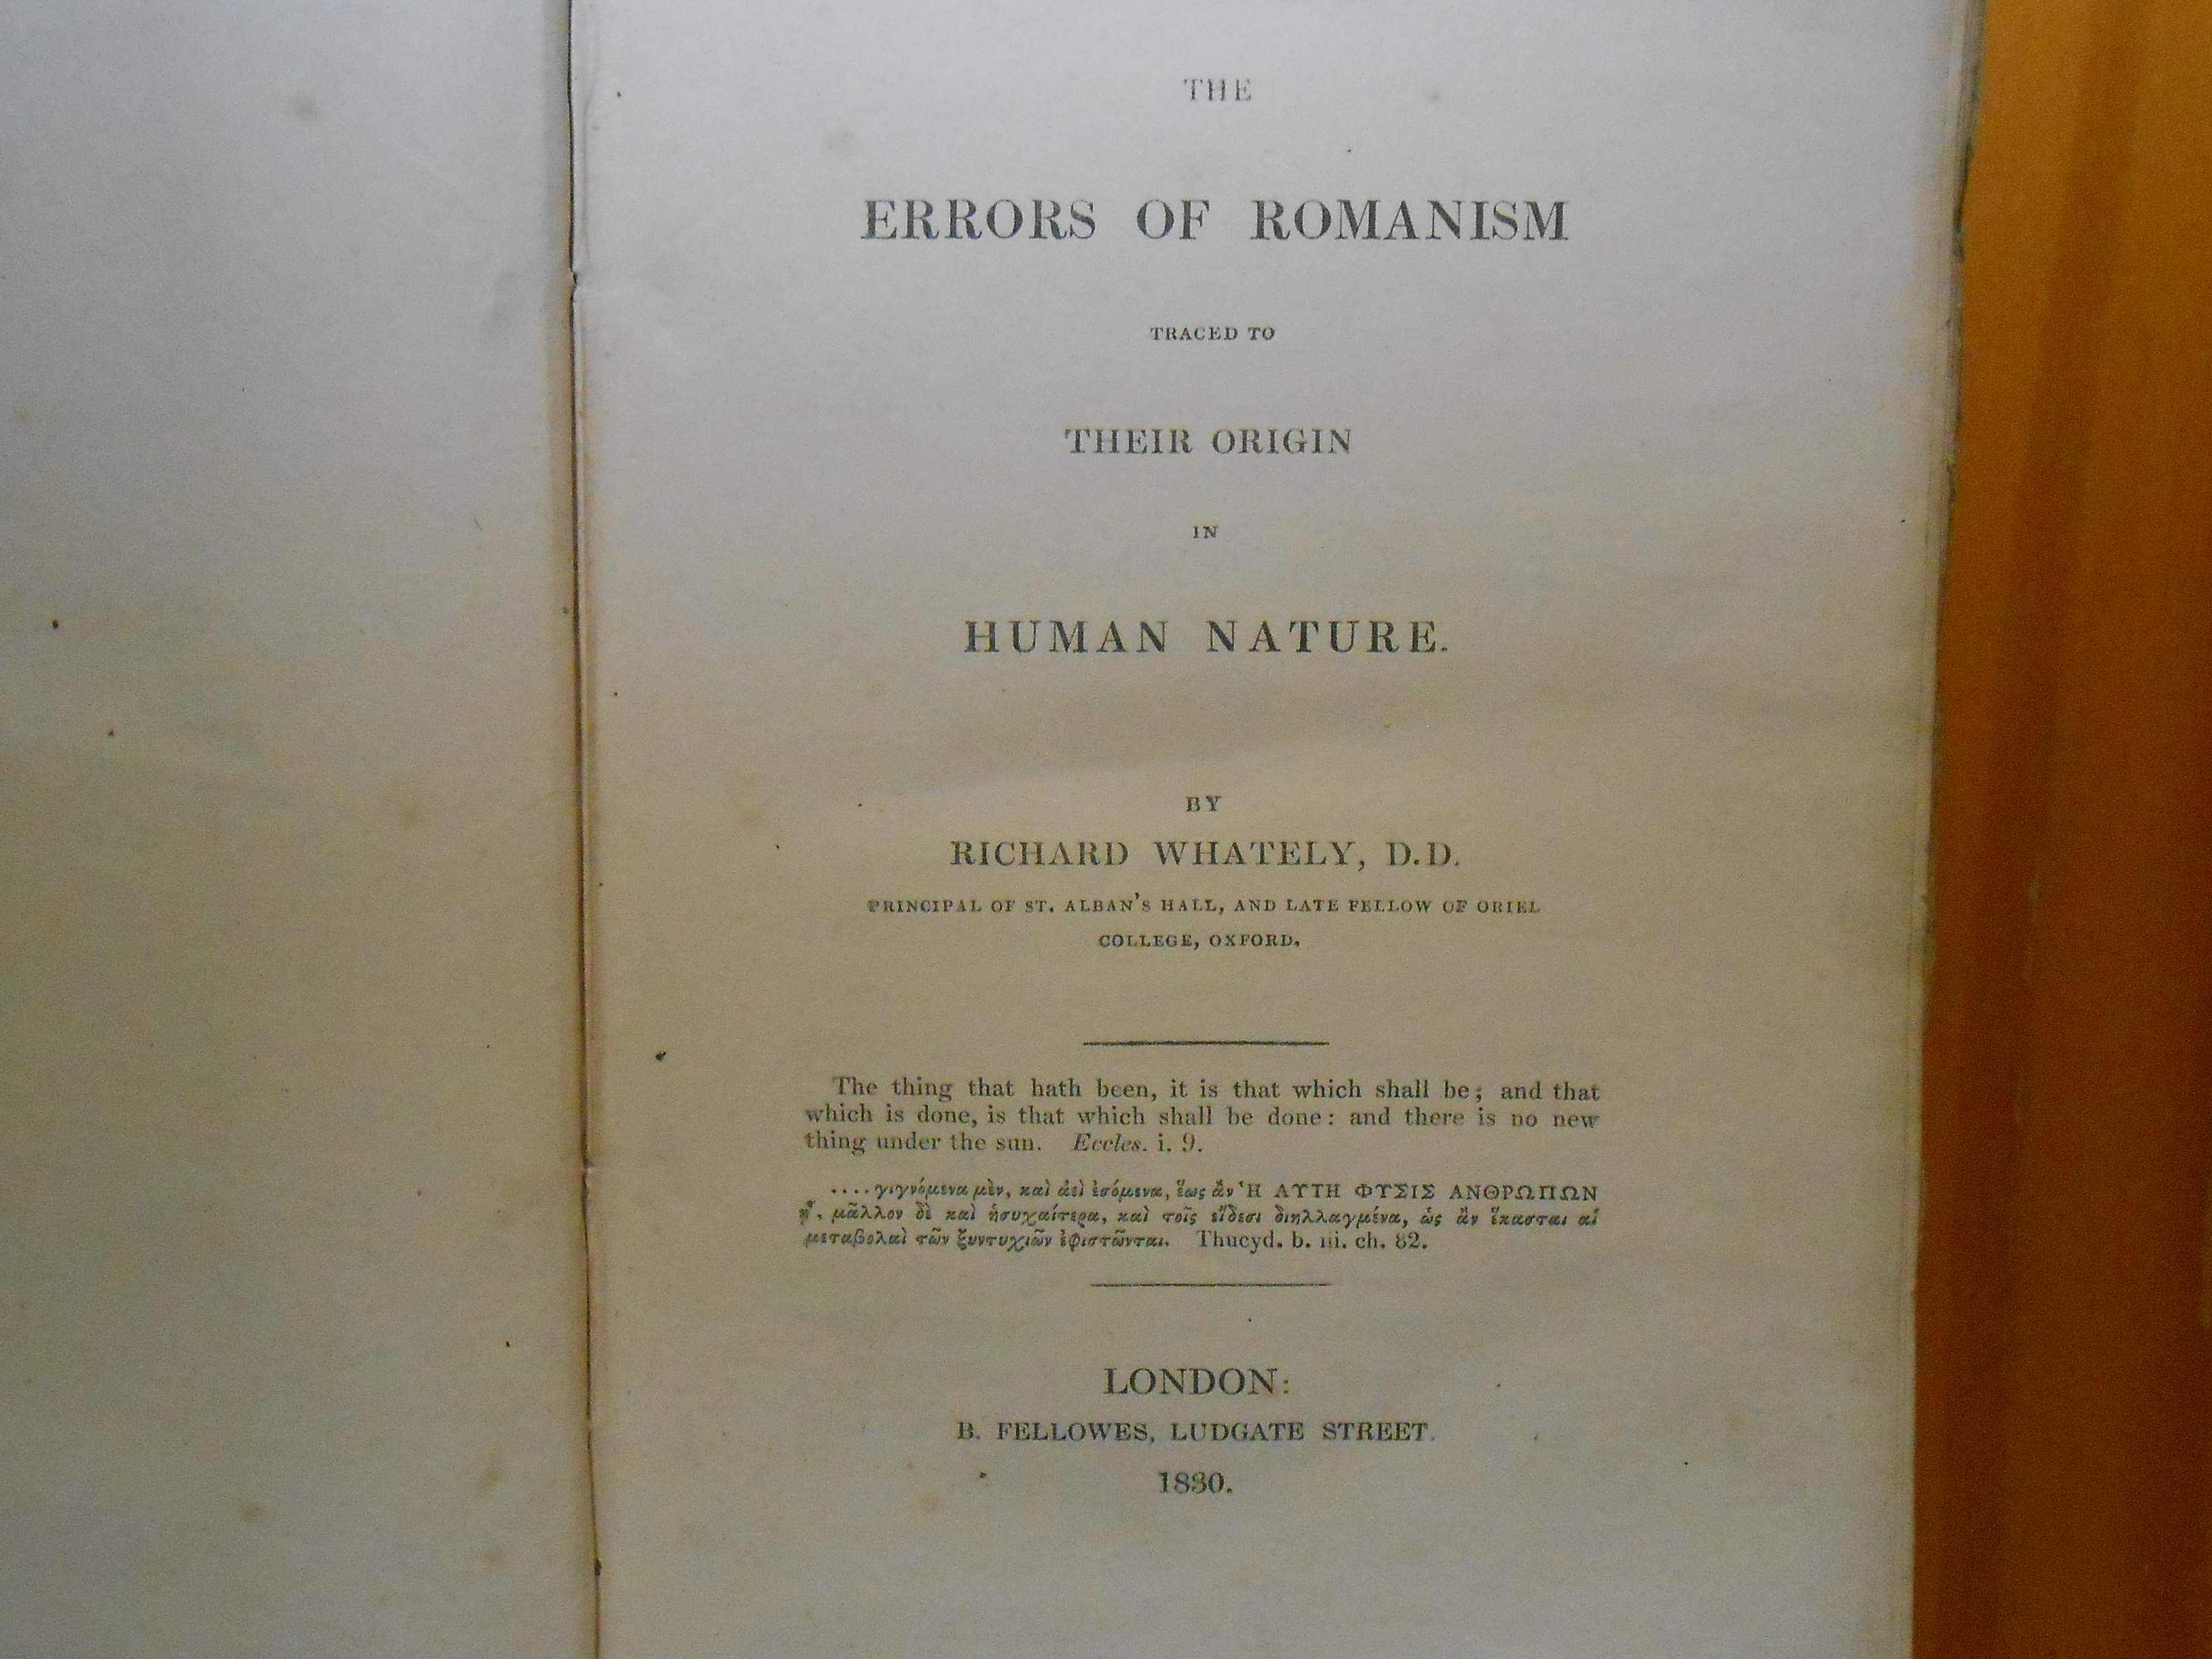 THE
ERRORS OF ROMANISM
TRACED TO
THEIR ORIGIN
IN
HUMAN NATURE.
BY
RICHARD WHATELY, D.D.
PRINCIPAL OF ST. ALBAN'S HALL, AND LATE FELLOW OF ORIEL
COLLEGE, OXFORD.
The thing that hath been, it is that which shall be; and that
which is done, is that which shall be done: and there is no new
thing under the sun. Eccles. i. 9.
....γιγνόμενα μὲν, καὶ ἀεὶ ἐσόμενα, ἕως ἂν Ἡ ΑΥΤΗ ΦΥΣΙΣ ΑΝΘΡΩΠΩΝ
ᾖ, μᾶλλον δὲ καὶ ἡσυχαίτερα, καὶ τοῖς εἴδεσι διηλλαγμένα, ὡς ἂν ἕκασται αἱ
μεταβολαὶ τῶν ξυντυχιῶν ἐφιστῶνται. Thucyd. b. iii. ch. 82.
LONDON:
B. FELLOWES, LUDGATE STREET.
1830.